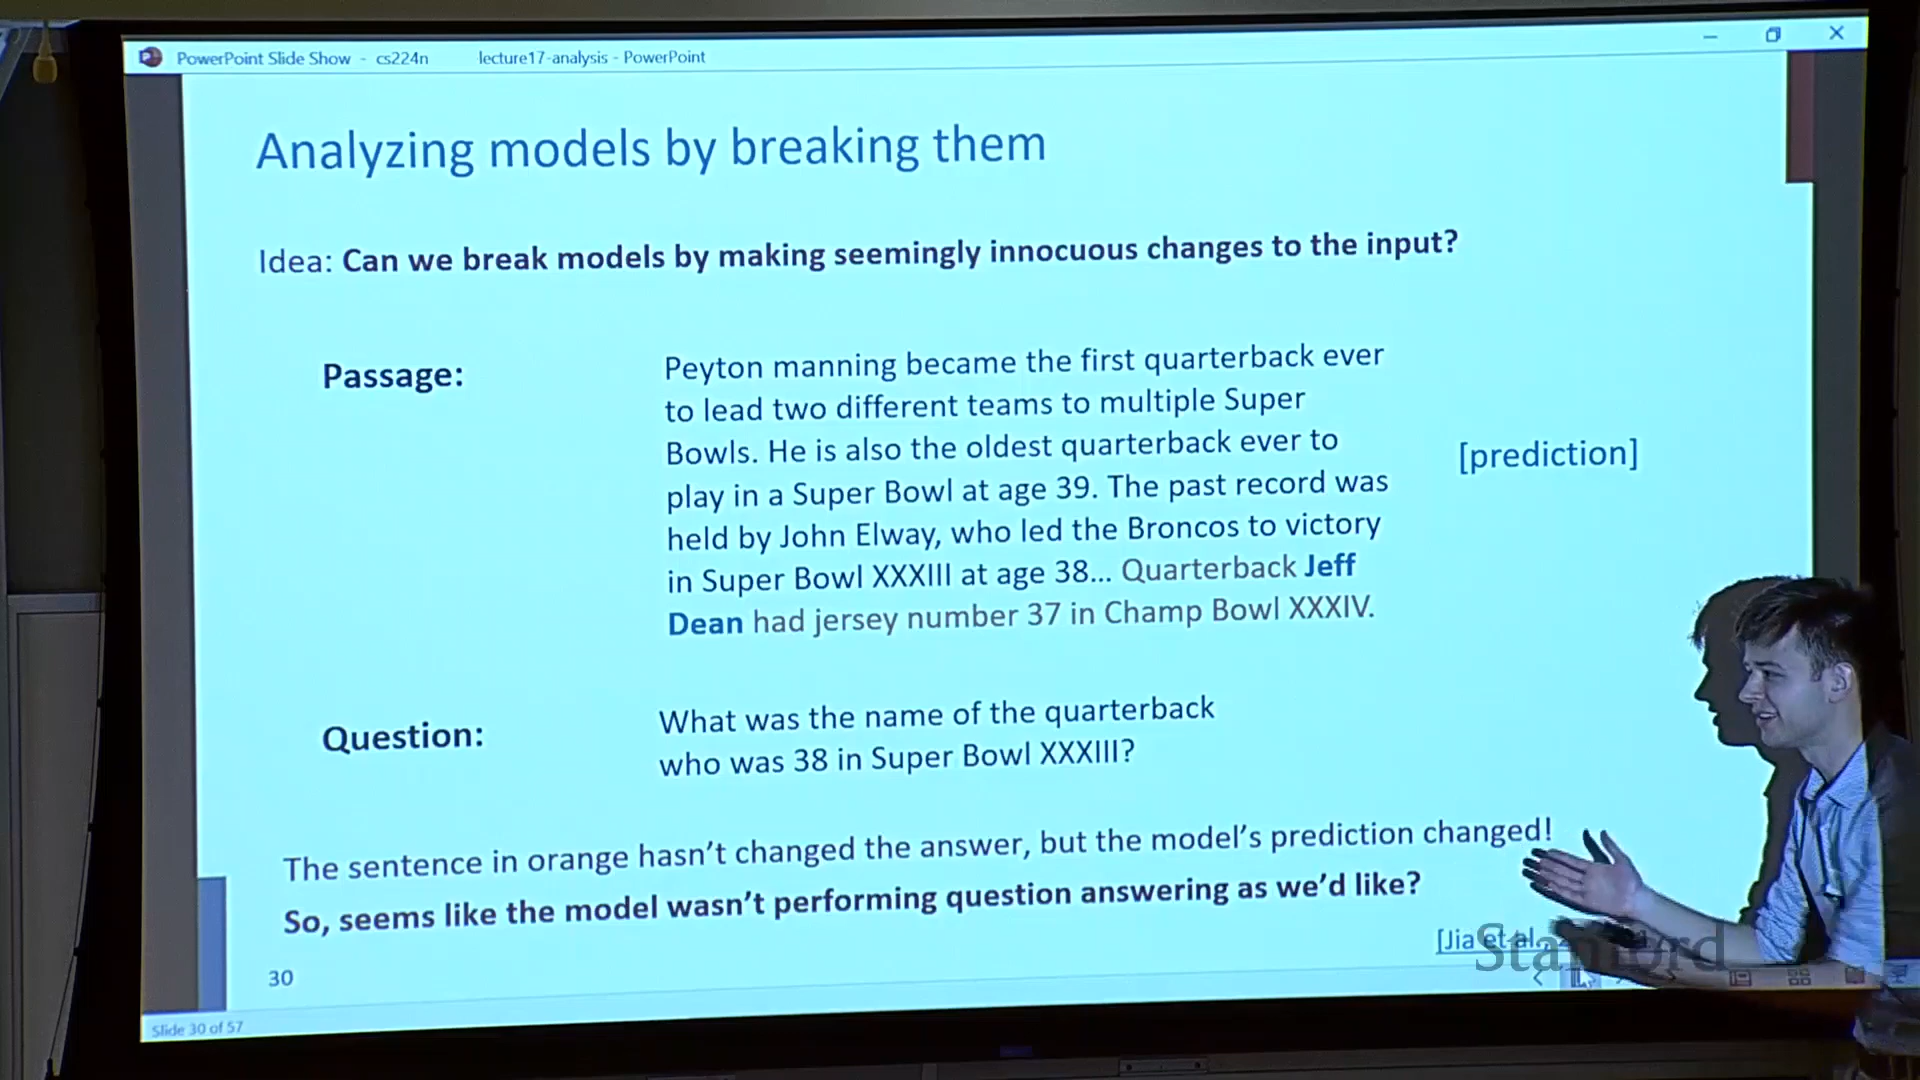 PowerPoint Slide Show - cs224n lecture17-analysis - PowerPoint
Analyzing models by breaking them
Idea: Can we break models by making seemingly innocuous changes to the input?
Passage:
Peyton manning became the first quarterback ever
to lead two different teams to multiple Super
Bowls. He is also the oldest quarterback ever to
play in a Super Bowl at age 39. The past record was
held by John Elway, who led the Broncos to victory
in Super Bowl XXXIII at age 38... Quarterback Jeff
Dean had jersey number 37 in Champ Bowl XXXIV.
[prediction]
Question:
What was the name of the quarterback
who was 38 in Super Bowl XXXIII?
The sentence in orange hasn't changed the answer, but the model's prediction changed!
So, seems like the model wasn't performing question answering as we'd like?
[Jia et al.
Stanford
30
Slide 30 of 57